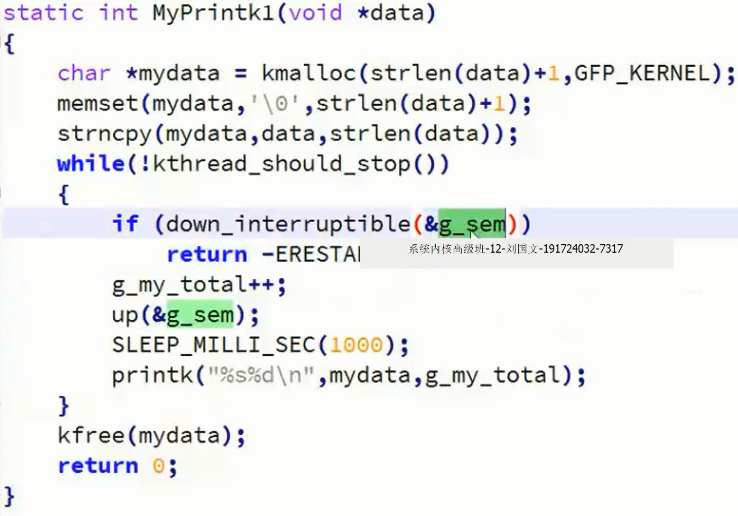 static int MyPrintk1(void *data)
{
    char *mydata = kmalloc(strlen(data)+1,GFP_KERNEL);
    memset(mydata,'\0',strlen(data)+1);
    strncpy(mydata,data,strlen(data));
    while(!kthread_should_stop())
    {
        if (down_interruptible(&g_sem))
            return -ERESTA
系统内核高级班-12-刘国文-191724032-7317
        g_my_total++;
        up(&g_sem);
        SLEEP_MILLI_SEC(1000);
        printk("%s%d\n",mydata,g_my_total);
    }
    kfree(mydata);
    return 0;
}